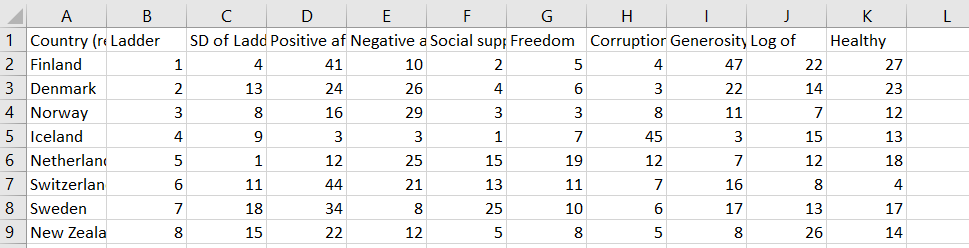 A B C D E F G H I J K L
1 Country (re Ladder SD of Ladd Positive af Negative a Social supp Freedom Corruption Generosity Log of Healthy
2 Finland 1 4 41 10 2 5 4 47 22 27
3 Denmark 2 13 24 26 4 6 3 22 14 23
4 Norway 3 8 16 29 3 3 8 11 7 12
5 Iceland 4 9 3 3 1 7 45 3 15 13
6 Netherland 5 1 12 25 15 19 12 7 12 18
7 Switzerlan 6 11 44 21 13 11 7 16 8 4
8 Sweden 7 18 34 8 25 10 6 17 13 17
9 New Zeala 8 15 22 12 5 8 5 8 26 14